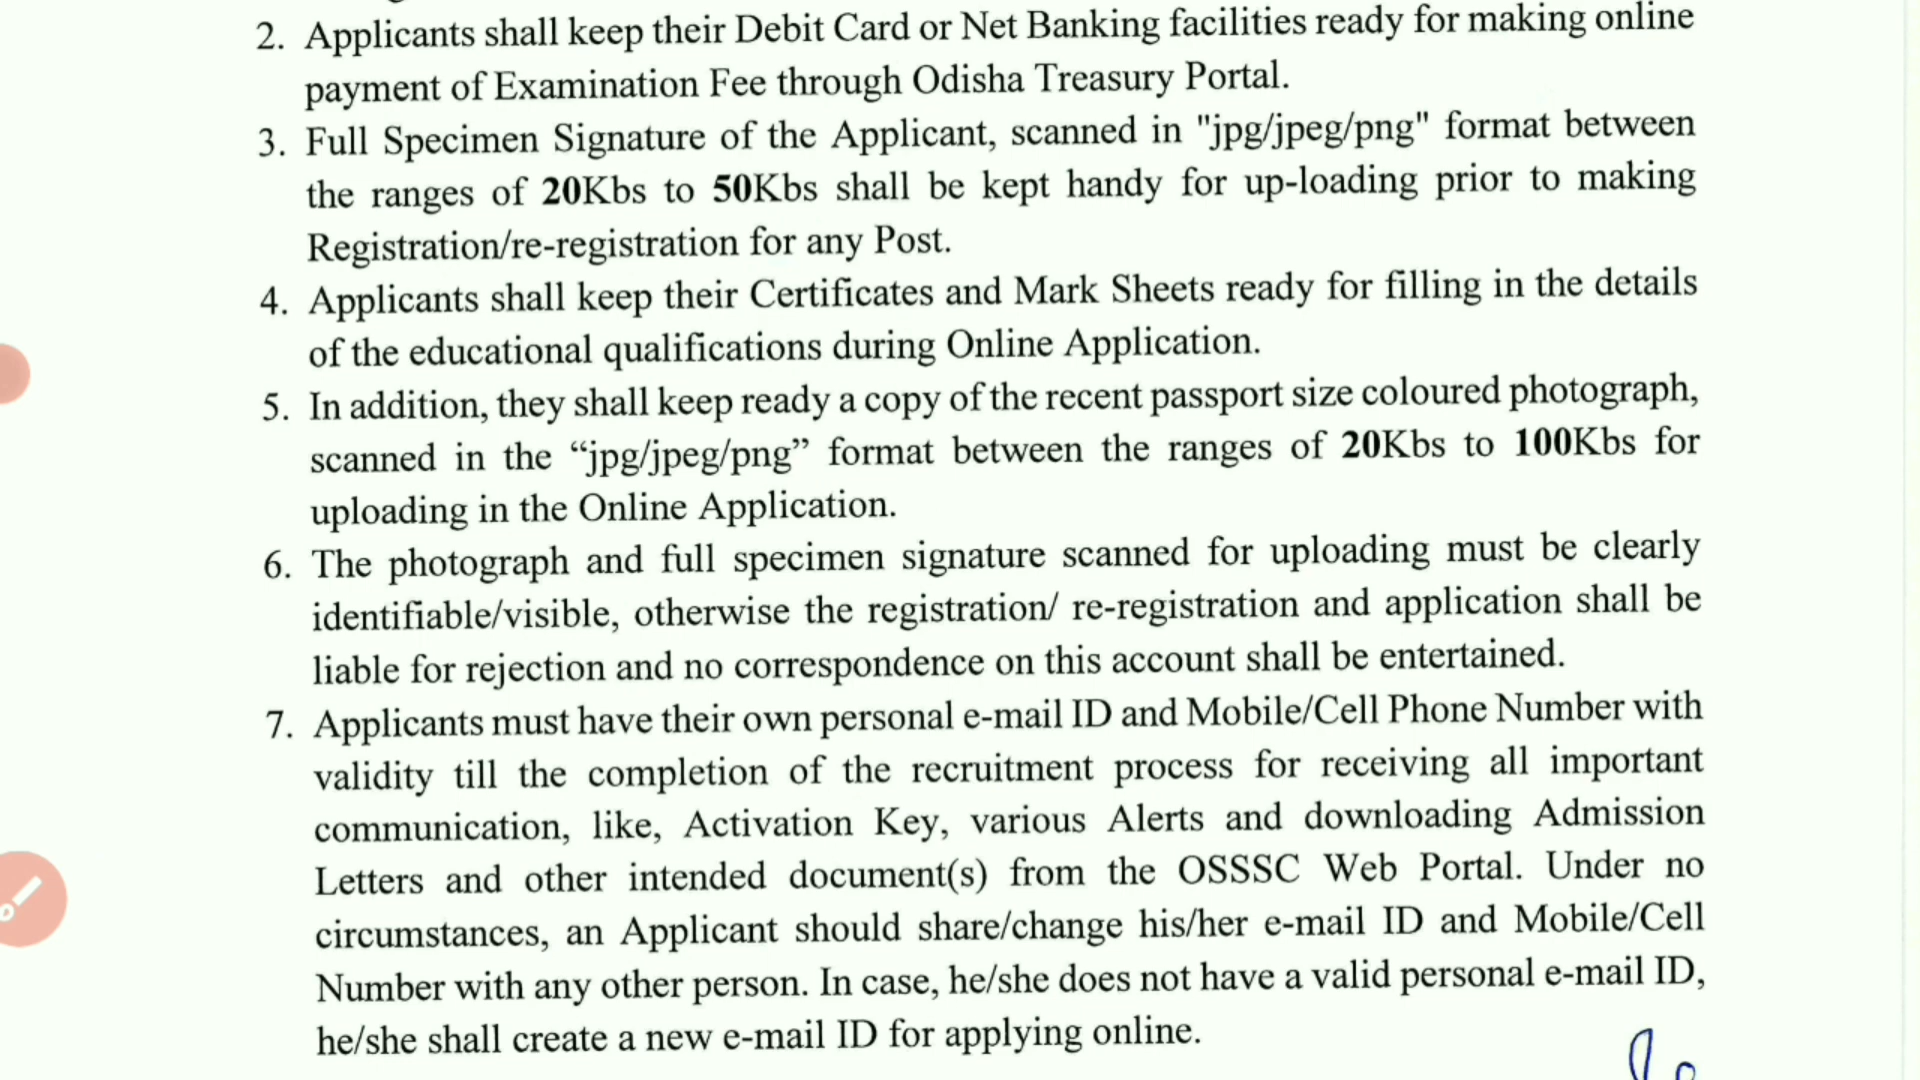 2. Applicants shall keep their Debit Card or Net Banking facilities ready for making online
payment of Examination Fee through Odisha Treasury Portal.
3. Full Specimen Signature of the Applicant, scanned in "jpg/jpeg/png" format between
the ranges of 20Kbs to 50Kbs shall be kept handy for up-loading prior to making
Registration/re-registration for any Post.
4. Applicants shall keep their Certificates and Mark Sheets ready for filling in the details
of the educational qualifications during Online Application.
5. In addition, they shall keep ready a copy of the recent passport size coloured photograph,
scanned in the “jpg/jpeg/png” format between the ranges of 20Kbs to 100Kbs for
uploading in the Online Application.
6. The photograph and full specimen signature scanned for uploading must be clearly
identifiable/visible, otherwise the registration/ re-registration and application shall be
liable for rejection and no correspondence on this account shall be entertained.
7. Applicants must have their own personal e-mail ID and Mobile/Cell Phone Number with
validity till the completion of the recruitment process for receiving all important
communication, like, Activation Key, various Alerts and downloading Admission
Letters and other intended document(s) from the OSSSC Web Portal. Under no
circumstances, an Applicant should share/change his/her e-mail ID and Mobile/Cell
Number with any other person. In case, he/she does not have a valid personal e-mail ID,
he/she shall create a new e-mail ID for applying online.